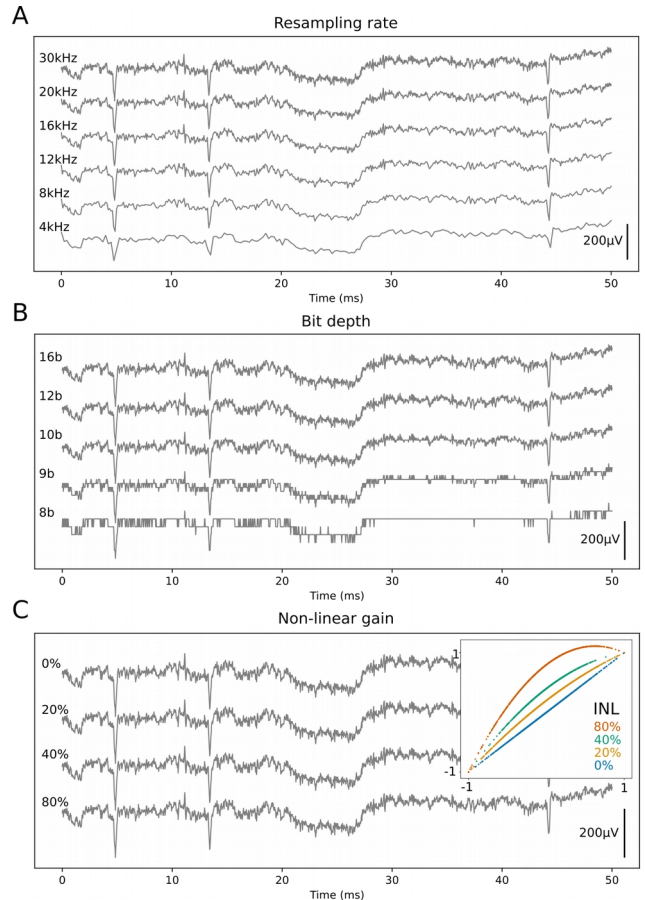 A
Resampling rate
30kHz
20kHz
16kHz
12kHz
8kHz
4kHz
200μV
0 10 20 30 40 50
Time (ms)
B
Bit depth
16b
12b
10b
9b
8b
200μV
0 10 20 30 40 50
Time (ms)
C
Non-linear gain
0%
20%
40%
80%
1
INL
80%
40%
20%
0%
-1
-1 1
200μV
0 10 20 30 40 50
Time (ms)